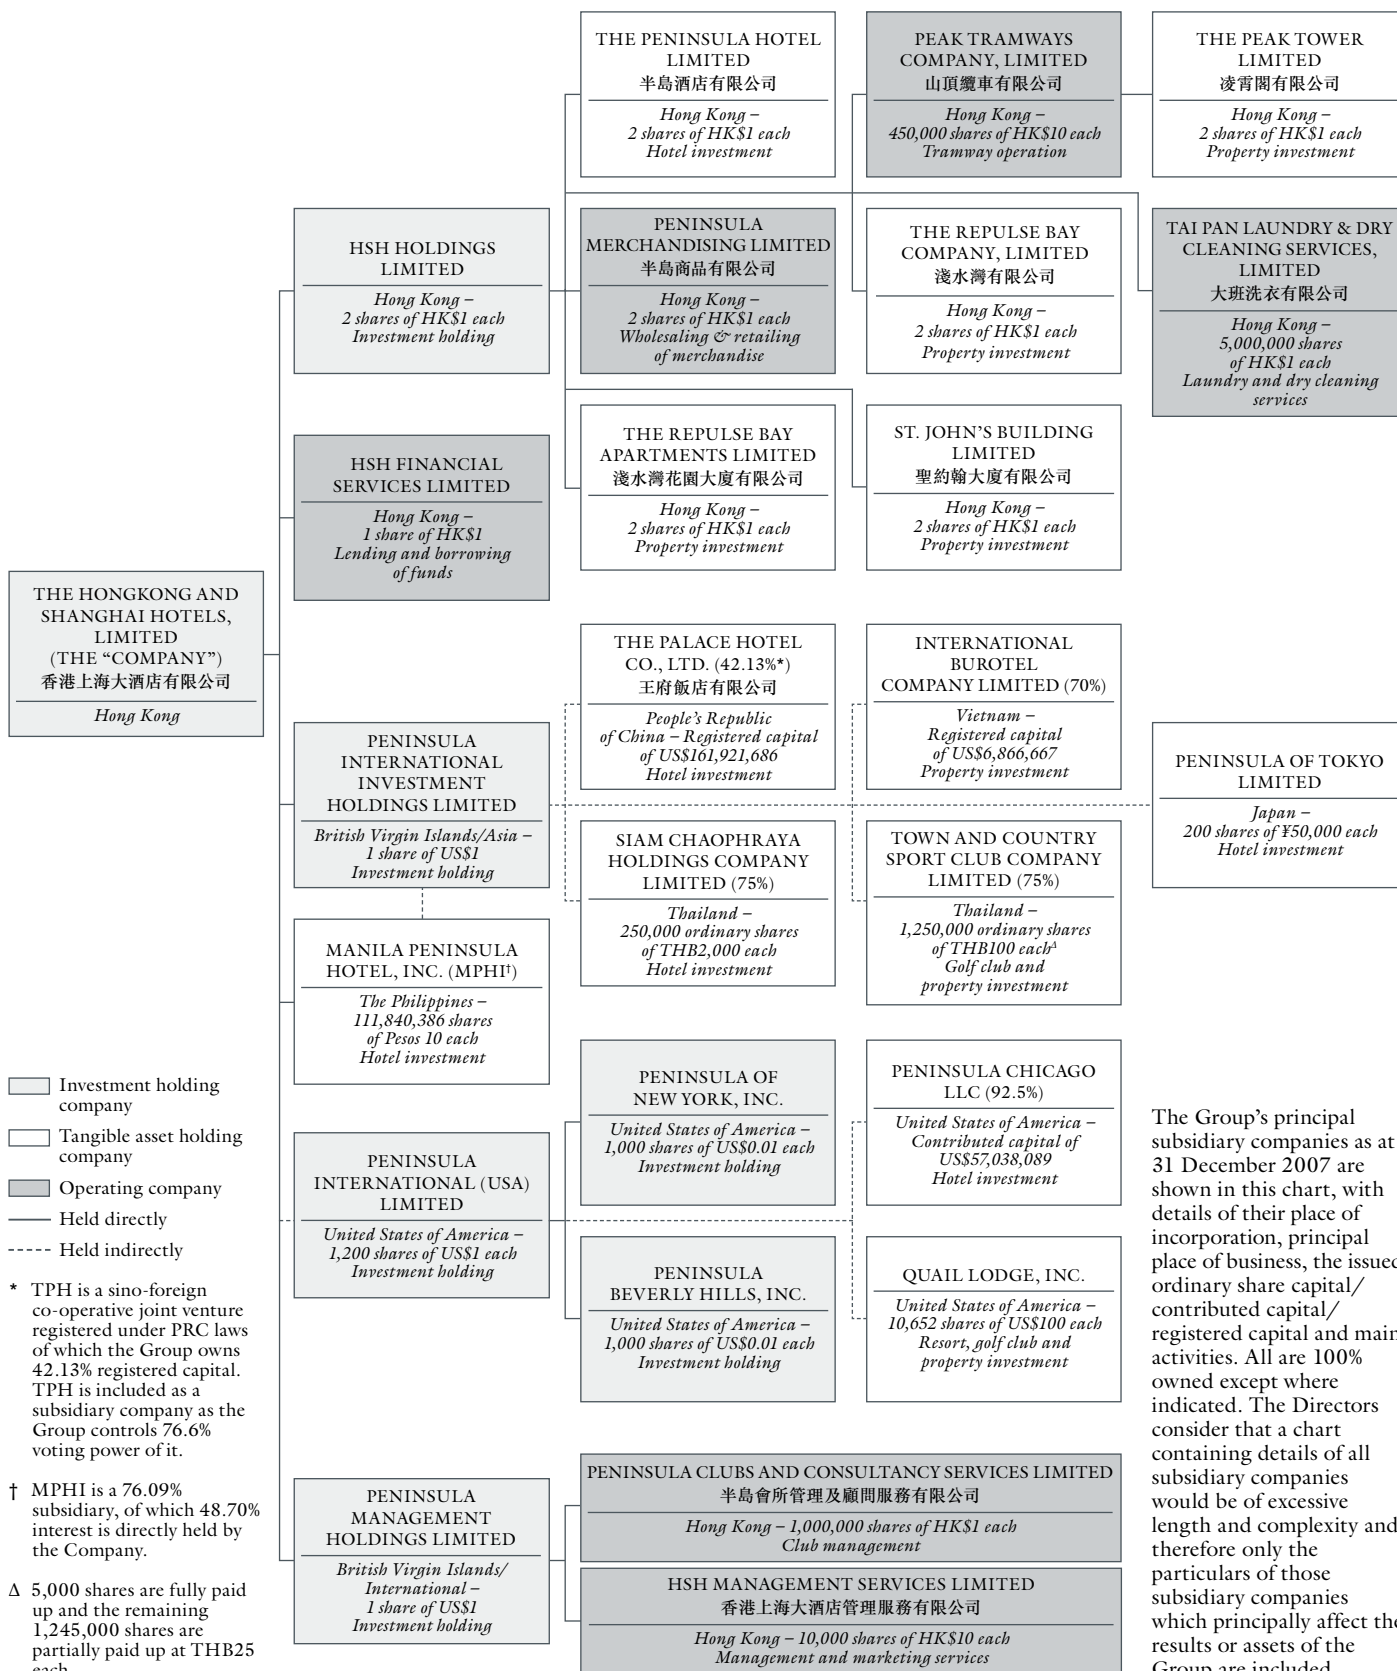 THE PENINSULA HOTEL
LIMITED
半島酒店有限公司
Hong Kong –
2 shares of HK$1 each
Hotel investment
PEAK TRAMWAYS
COMPANY, LIMITED
山頂纜車有限公司
Hong Kong –
450,000 shares of HK$10 each
Tramway operation
THE PEAK TOWER
LIMITED
凌霄閣有限公司
Hong Kong –
2 shares of HK$1 each
Property investment
HSH HOLDINGS
LIMITED
Hong Kong –
2 shares of HK$1 each
Investment holding
PENINSULA
MERCHANDISING LIMITED
半島商品有限公司
Hong Kong –
2 shares of HK$1 each
Wholesaling & retailing
of merchandise
THE REPULSE BAY
COMPANY, LIMITED
淺水灣有限公司
Hong Kong –
2 shares of HK$1 each
Property investment
TAI PAN LAUNDRY & DRY
CLEANING SERVICES,
LIMITED
大班洗衣有限公司
Hong Kong –
5,000,000 shares
of HK$1 each
Laundry and dry cleaning
services
HSH FINANCIAL
SERVICES LIMITED
Hong Kong –
1 share of HK$1
Lending and borrowing
of funds
THE REPULSE BAY
APARTMENTS LIMITED
淺水灣花園大廈有限公司
Hong Kong –
2 shares of HK$1 each
Property investment
ST. JOHN’S BUILDING
LIMITED
聖約翰大廈有限公司
Hong Kong –
2 shares of HK$1 each
Property investment
THE HONGKONG AND
SHANGHAI HOTELS,
LIMITED
(THE “COMPANY”)
香港上海大酒店有限公司
Hong Kong
THE PALACE HOTEL
CO., LTD. (42.13%*)
王府飯店有限公司
People’s Republic
of China – Registered capital
of US$161,921,686
Hotel investment
INTERNATIONAL
BUROTEL
COMPANY LIMITED (70%)
Vietnam –
Registered capital
of US$6,866,667
Property investment
PENINSULA
INTERNATIONAL
INVESTMENT
HOLDINGS LIMITED
British Virgin Islands/Asia –
1 share of US$1
Investment holding
PENINSULA OF TOKYO
LIMITED
Japan –
200 shares of ¥50,000 each
Hotel investment
SIAM CHAOPHRAYA
HOLDINGS COMPANY
LIMITED (75%)
Thailand –
250,000 ordinary shares
of THB2,000 each
Hotel investment
TOWN AND COUNTRY
SPORT CLUB COMPANY
LIMITED (75%)
Thailand –
1,250,000 ordinary shares
of THB100 each∆
Golf club and
property investment
MANILA PENINSULA
HOTEL, INC. (MPHI†)
The Philippines –
111,840,386 shares
of Pesos 10 each
Hotel investment
PENINSULA OF
NEW YORK, INC.
United States of America –
1,000 shares of US$0.01 each
Investment holding
PENINSULA CHICAGO
LLC (92.5%)
United States of America –
Contributed capital of
US$57,038,089
Hotel investment
PENINSULA
INTERNATIONAL (USA)
LIMITED
United States of America –
1,200 shares of US$1 each
Investment holding
PENINSULA
BEVERLY HILLS, INC.
United States of America –
1,000 shares of US$0.01 each
Investment holding
QUAIL LODGE, INC.
United States of America –
10,652 shares of US$100 each
Resort, golf club and
property investment
PENINSULA
MANAGEMENT
HOLDINGS LIMITED
British Virgin Islands/
International –
1 share of US$1
Investment holding
PENINSULA CLUBS AND CONSULTANCY SERVICES LIMITED
半島會所管理及顧問服務有限公司
Hong Kong – 1,000,000 shares of HK$1 each
Club management
HSH MANAGEMENT SERVICES LIMITED
香港上海大酒店管理服務有限公司
Hong Kong – 10,000 shares of HK$10 each
Management and marketing services
Investment holding
company
Tangible asset holding
company
Operating company
Held directly
Held indirectly
* TPH is a sino-foreign
co-operative joint venture
registered under PRC laws
of which the Group owns
42.13% registered capital.
TPH is included as a
subsidiary company as the
Group controls 76.6%
voting power of it.
† MPHI is a 76.09%
subsidiary, of which 48.70%
interest is directly held by
the Company.
∆ 5,000 shares are fully paid
up and the remaining
1,245,000 shares are
partially paid up at THB25
each
The Group’s principal
subsidiary companies as at
31 December 2007 are
shown in this chart, with
details of their place of
incorporation, principal
place of business, the issued
ordinary share capital/
contributed capital/
registered capital and main
activities. All are 100%
owned except where
indicated. The Directors
consider that a chart
containing details of all
subsidiary companies
would be of excessive
length and complexity and
therefore only the
particulars of those
subsidiary companies
which principally affect the
results or assets of the
Group are included